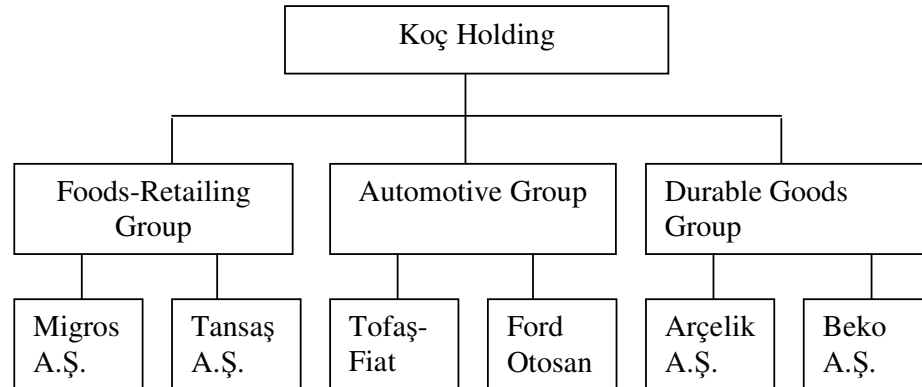 Koç Holding
Foods-Retailing
Group
Automotive Group
Durable Goods
Group
Migros
A.Ş.
Tansaş
A.Ş.
Tofaş-
Fiat
Ford
Otosan
Arçelik
A.Ş.
Beko
A.Ş.